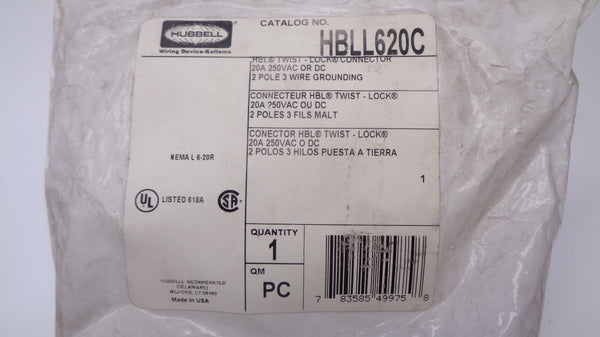 HUBBELL
Wiring Device-Kellems
CATALOG NO.
HBLL620C
HBL® TWIST - LOCK® CONNECTOR
20A 250VAC OR DC
2 POLE 3 WIRE GROUNDING
CONNECTEUR HBL® TWIST - LOCK®
20A 250VAC OU DC
2 POLES 3 FILS MALT
CONECTOR HBL® TWIST - LOCK®
20A 250VAC O DC
2 POLOS 3 HILOS PUESTA A TIERRA
1
NEMA L 6-20R
UL LISTED 618A SA
QUANTITY
1
QM
PC
HUBBELL INCORPORATED
(DELAWARE)
MILFORD, CT 06460
Made in USA
7 83585 49975 8